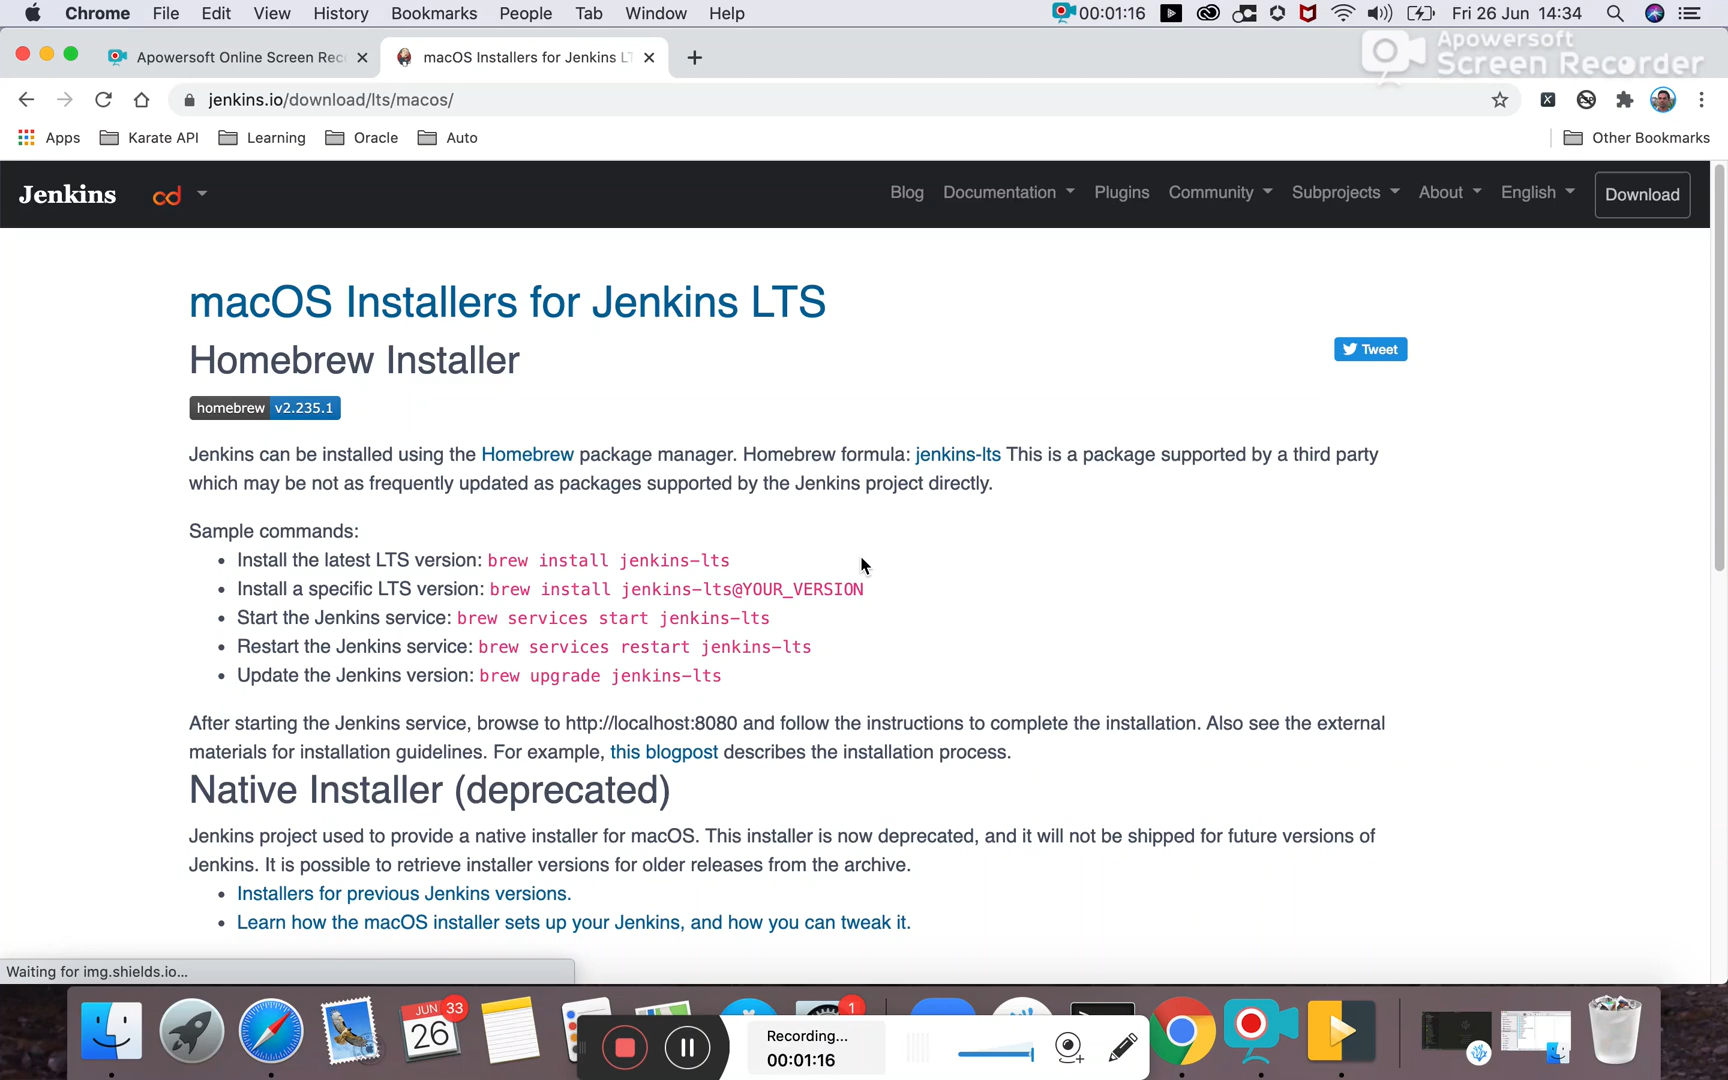 Chrome File Edit View History Bookmarks People Tab Window Help 00:01:16 Fri 26 Jun 14:34
Apowersoft Online Screen Rec macOS Installers for Jenkins LT
Apowersoft
Screen Recorder
jenkins.io/download/lts/macos/
Apps Karate API Learning Oracle Auto Other Bookmarks
Jenkins cd Blog Documentation Plugins Community Subprojects About English Download
macOS Installers for Jenkins LTS
Homebrew Installer
Tweet
homebrew v2.235.1
Jenkins can be installed using the Homebrew package manager. Homebrew formula: jenkins-lts This is a package supported by a third party
which may be not as frequently updated as packages supported by the Jenkins project directly.
Sample commands:
• Install the latest LTS version: brew install jenkins-lts
• Install a specific LTS version: brew install jenkins-lts@YOUR_VERSION
• Start the Jenkins service: brew services start jenkins-lts
• Restart the Jenkins service: brew services restart jenkins-lts
• Update the Jenkins version: brew upgrade jenkins-lts
After starting the Jenkins service, browse to http://localhost:8080 and follow the instructions to complete the installation. Also see the external
materials for installation guidelines. For example, this blogpost describes the installation process.
Native Installer (deprecated)
Jenkins project used to provide a native installer for macOS. This installer is now deprecated, and it will not be shipped for future versions of
Jenkins. It is possible to retrieve installer versions for older releases from the archive.
• Installers for previous Jenkins versions.
• Learn how the macOS installer sets up your Jenkins, and how you can tweak it.
Waiting for img.shields.io...
JUN 33
26
1
Recording...
00:01:16